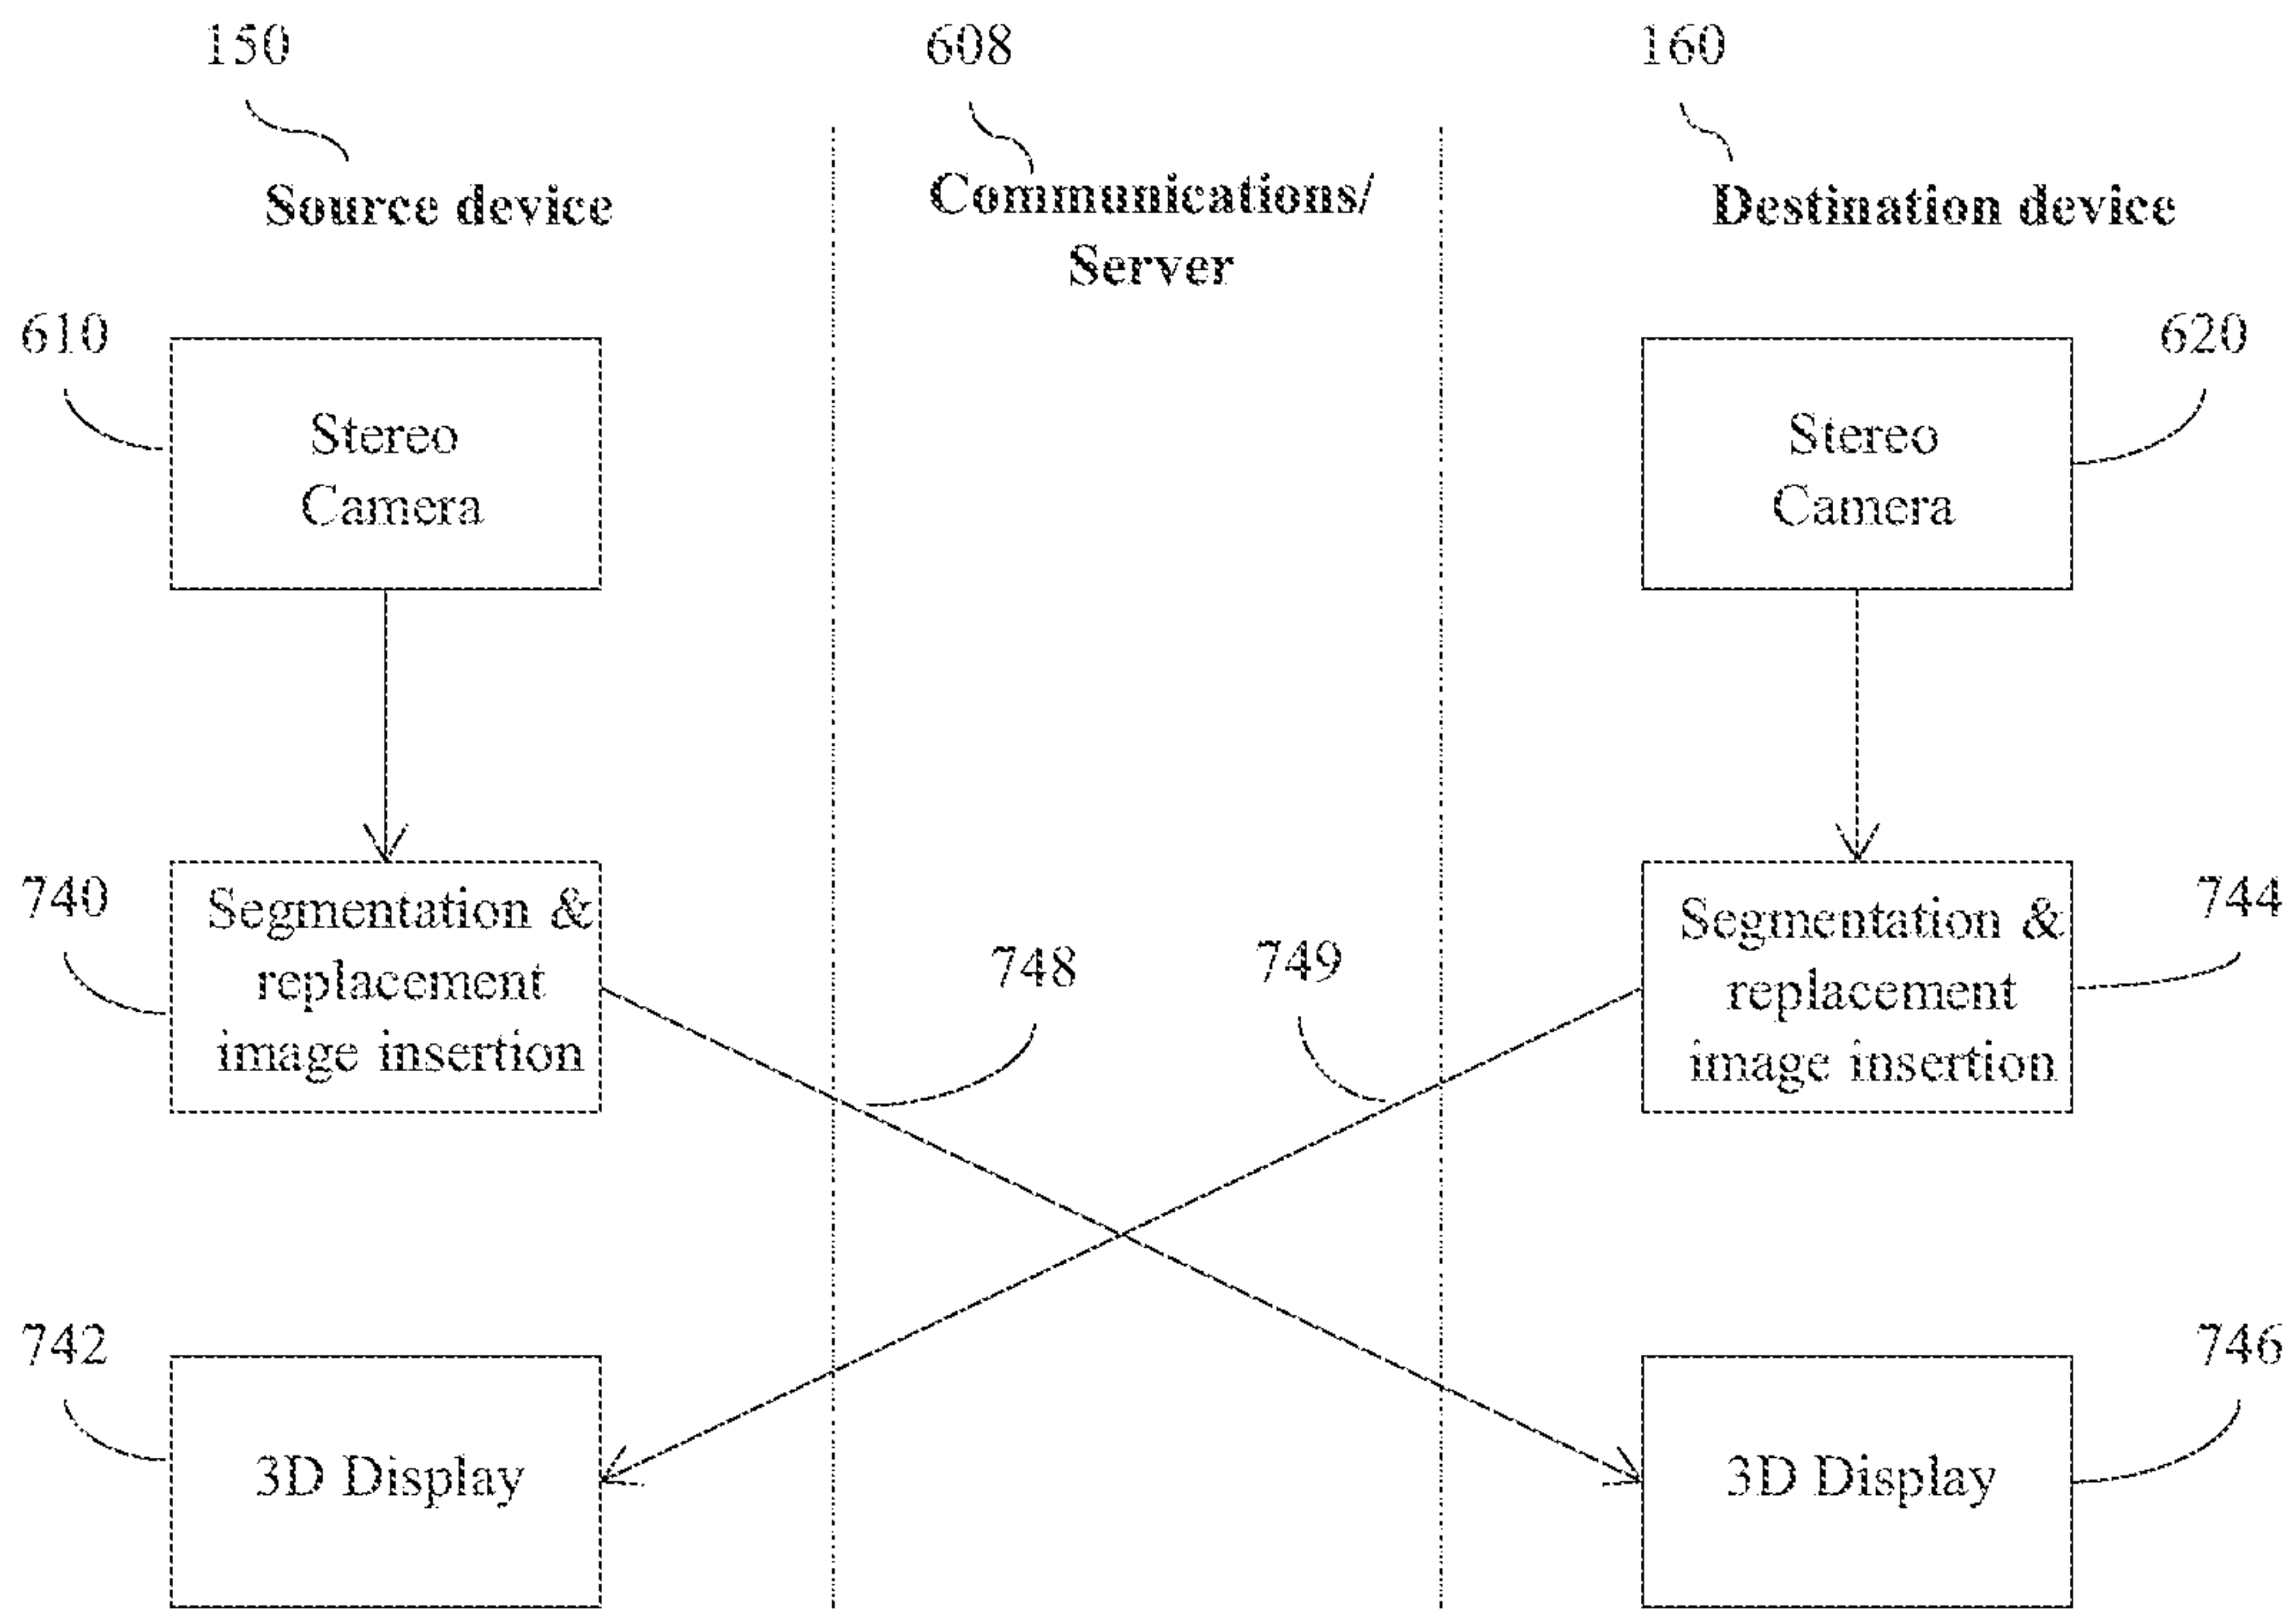 150
608
160
Source device
Communications/
Server
Destination device
610
Stereo
Camera
620
Stereo
Camera
740
Segmentation &
replacement
image insertion
748
749
744
Segmentation &
replacement
image insertion
742
3D Display
746
3D Display